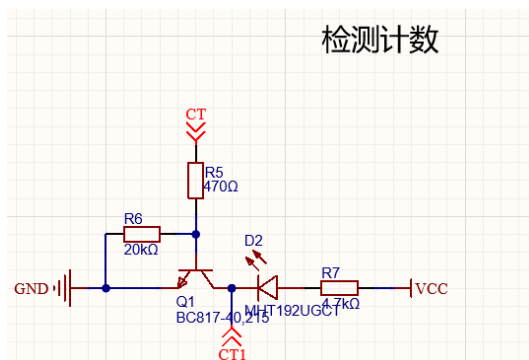 检测计数
CT
R5
470Ω
R6
20kΩ
D2
R7
GND
4.7kΩ
VCC
Q1
MHT192UGCT
BC817-40,215
CT1